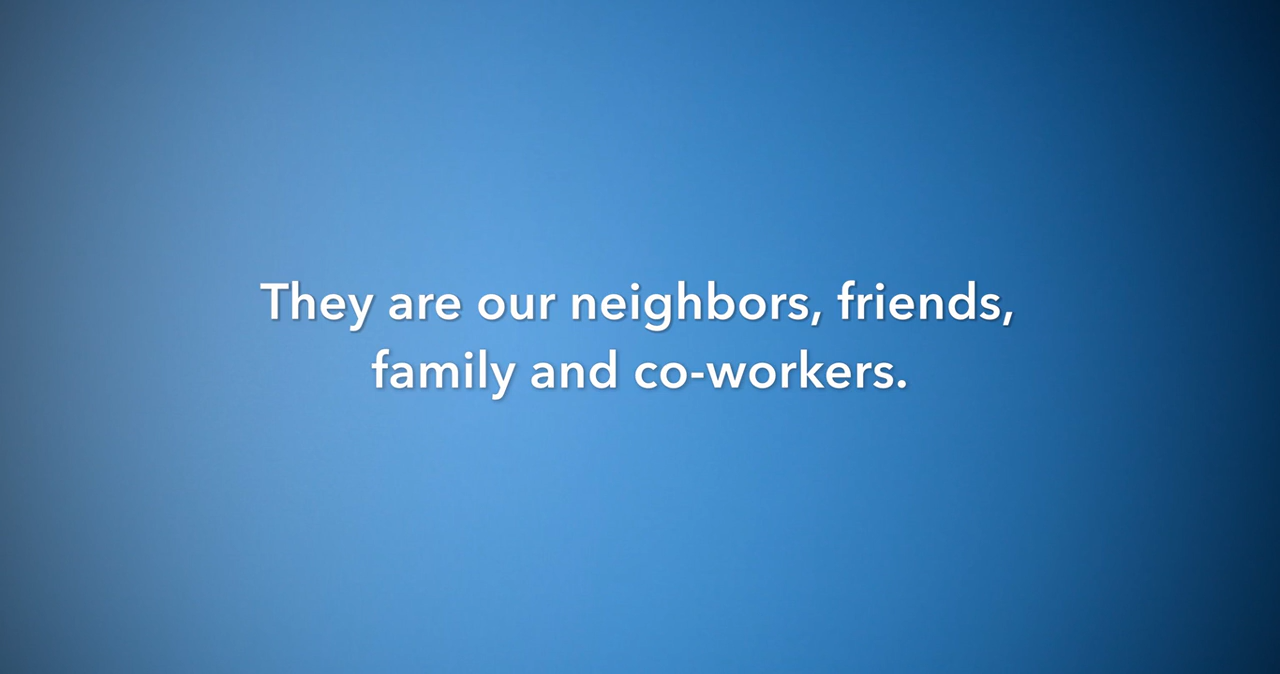 They are our neighbors, friends,
family and co-workers.